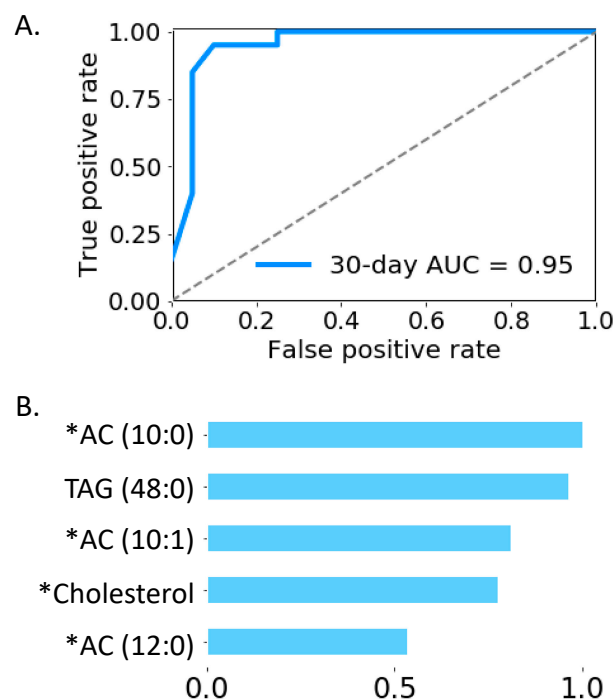 A.
True positive rate
1.00
0.75
0.50
0.25
0.00
30-day AUC = 0.95
0.0 0.2 0.4 0.6 0.8 1.0
False positive rate
B.
*AC (10:0)
TAG (48:0)
*AC (10:1)
*Cholesterol
*AC (12:0)
0.0 0.5 1.0